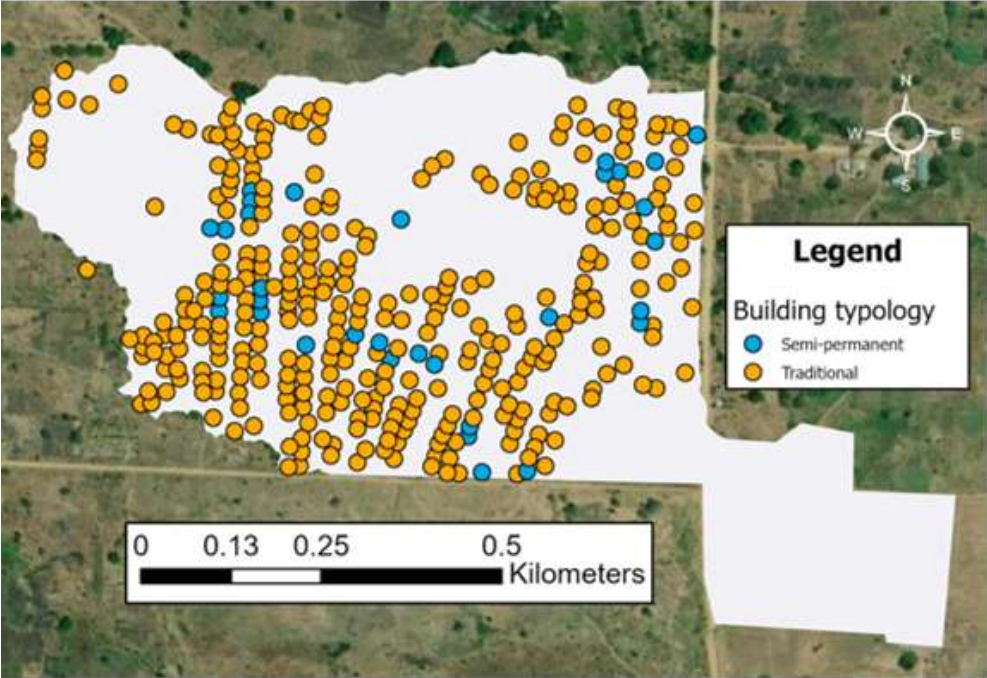 N
W E
S
Legend
Building typology
Semi-permanent
Traditional
0 0.13 0.25 0.5
Kilometers